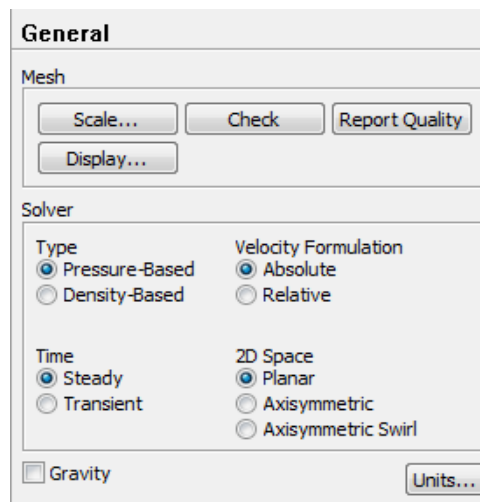 General
Mesh
Scale... Check Report Quality
Display...
Solver
Type Velocity Formulation
Pressure-Based Absolute
Density-Based Relative
Time 2D Space
Steady Planar
Transient Axisymmetric
Axisymmetric Swirl
Gravity Units...